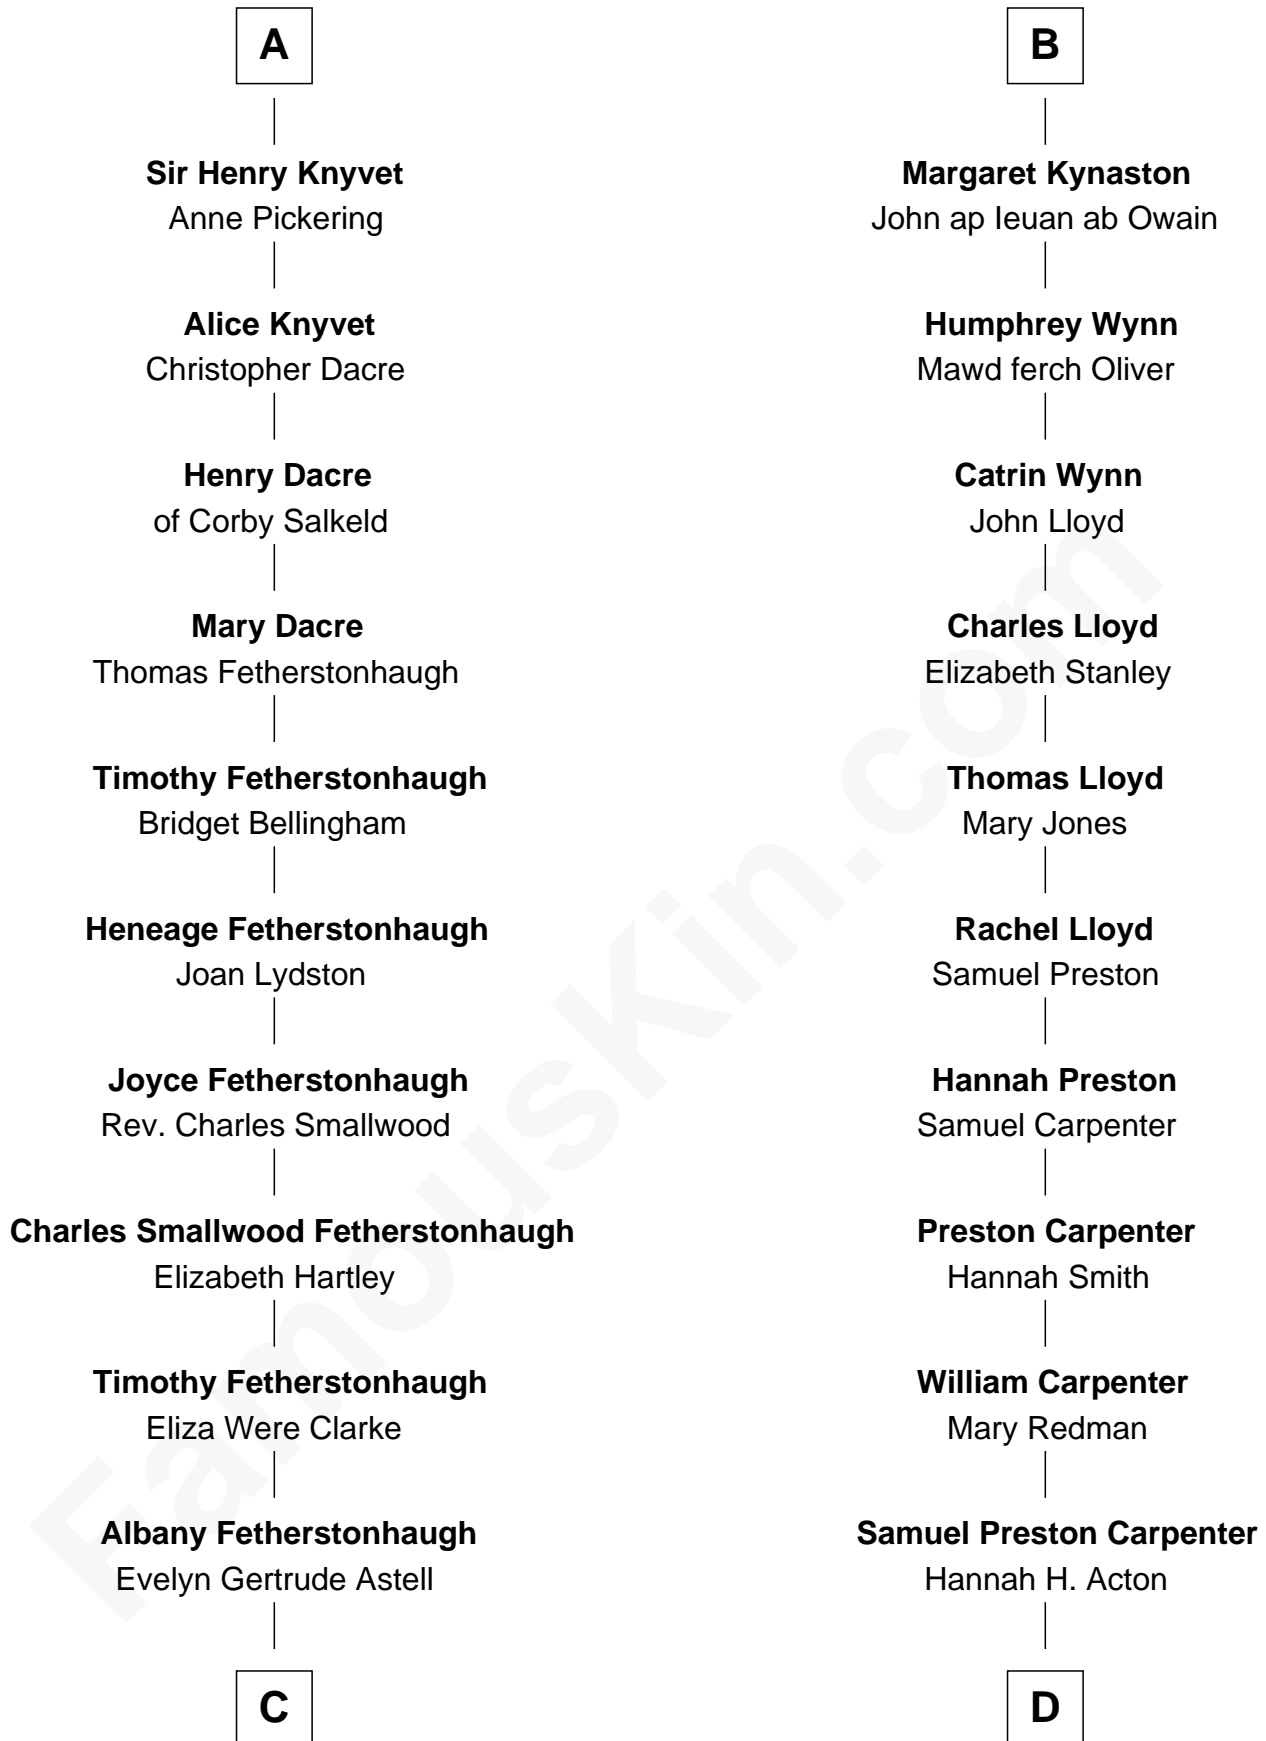 A
Sir Henry Knyvet
Anne Pickering
Alice Knyvet
Christopher Dacre
Henry Dacre
of Corby Salkeld
Mary Dacre
Thomas Fetherstonhaugh
Timothy Fetherstonhaugh
Bridget Bellingham
Heneage Fetherstonhaugh
Joan Lydston
Joyce Fetherstonhaugh
Rev. Charles Smallwood
Charles Smallwood Fetherstonhaugh
Elizabeth Hartley
Timothy Fetherstonhaugh
Eliza Were Clarke
Albany Fetherstonhaugh
Evelyn Gertrude Astell
C
B
Margaret Kynaston
John ap Ieuan ab Owain
Humphrey Wynn
Mawd ferch Oliver
Catrin Wynn
John Lloyd
Charles Lloyd
Elizabeth Stanley
Thomas Lloyd
Mary Jones
Rachel Lloyd
Samuel Preston
Hannah Preston
Samuel Carpenter
Preston Carpenter
Hannah Smith
William Carpenter
Mary Redman
Samuel Preston Carpenter
Hannah H. Acton
D
FamousKin.com